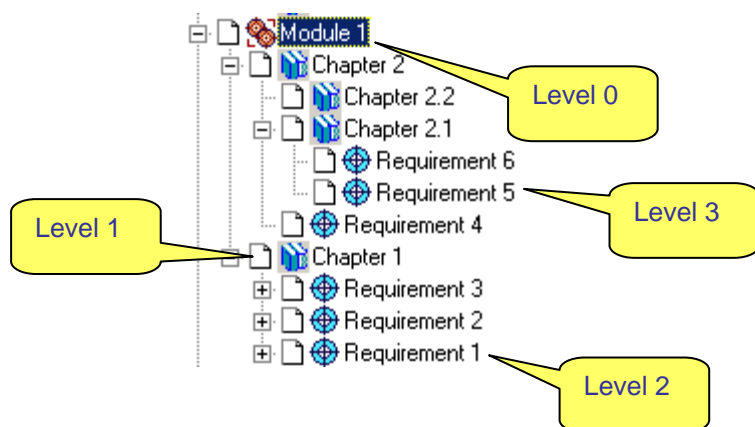 Module 1
Chapter 2
Level 0
Chapter 2.2
Chapter 2.1
Requirement 6
Requirement 5
Level 3
Level 1
Requirement 4
Chapter 1
Requirement 3
Requirement 2
Requirement 1
Level 2